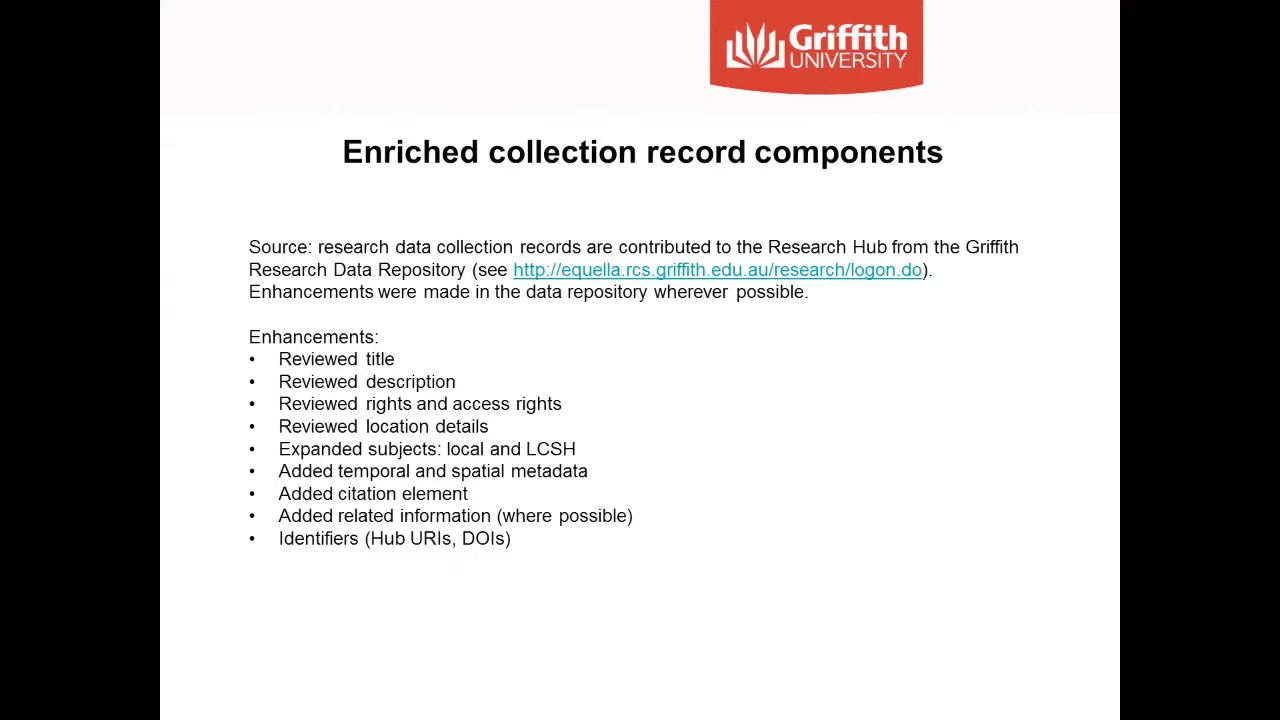 Griffith
UNIVERSITY
Enriched collection record components
Source: research data collection records are contributed to the Research Hub from the Griffith
Research Data Repository (see http://equella.rcs.griffith.edu.au/research/logon.do).
Enhancements were made in the data repository wherever possible.
Enhancements:
• Reviewed title
• Reviewed description
• Reviewed rights and access rights
• Reviewed location details
• Expanded subjects: local and LCSH
• Added temporal and spatial metadata
• Added citation element
• Added related information (where possible)
• Identifiers (Hub URIs, DOIs)